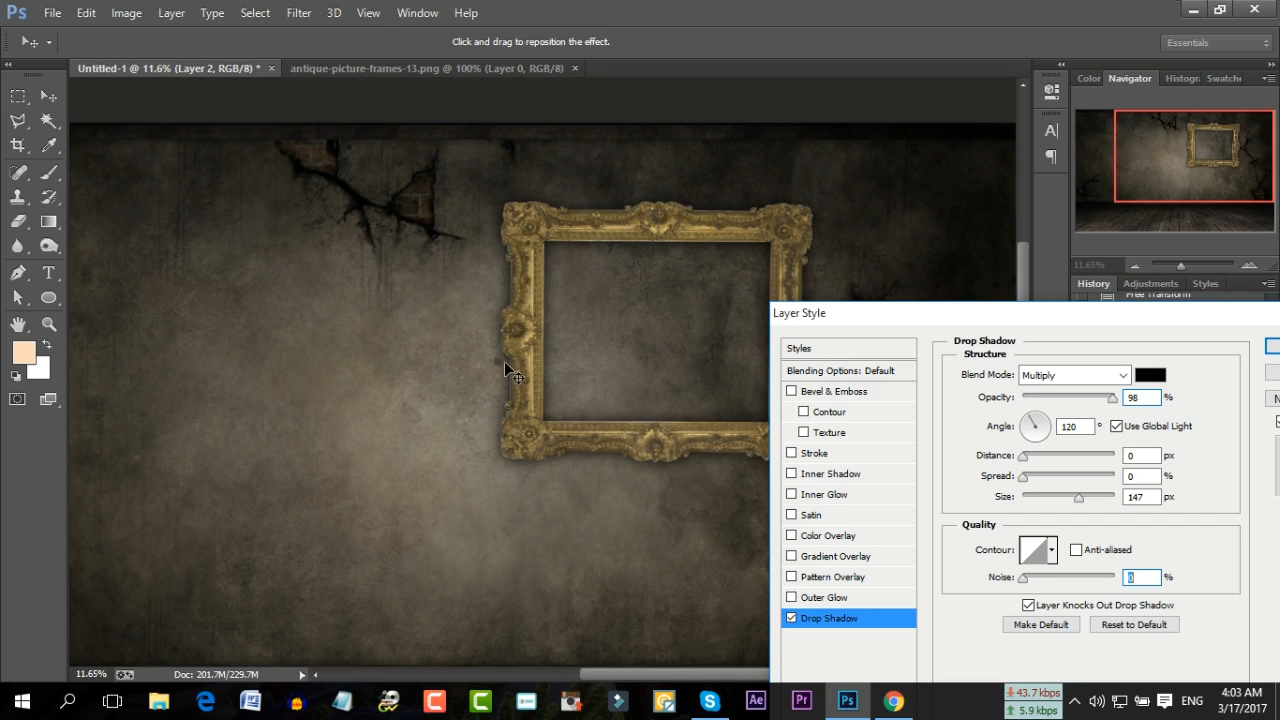 Ps File Edit Image Layer Type Select Filter 3D View Window Help
Click and drag to reposition the effect.
Essentials
Untitled-1 @ 11.6% (Layer 2, RGB/8) *
antique-picture-frames-13.png @ 100% (Layer 0, RGB/8)
Color Navigator Histogr Swatche
11.65%
History Adjustments Styles
Free Transform
Layer Style
Styles
Blending Options: Default
Bevel & Emboss
Contour
Texture
Stroke
Inner Shadow
Inner Glow
Satin
Color Overlay
Gradient Overlay
Pattern Overlay
Outer Glow
Drop Shadow
Drop Shadow
Structure
Blend Mode: Multiply
Opacity: 98 %
Angle: 120 ° Use Global Light
Distance: 0 px
Spread: 0 %
Size: 147 px
Quality
Contour: Anti-aliased
Noise: 0 %
Layer Knocks Out Drop Shadow
Make Default Reset to Default
N
11.65% Doc: 201.7M/229.7M
Ae Pr Ps
43.7 kbps
5.9 kbps
ENG
4:03 AM
3/17/2017